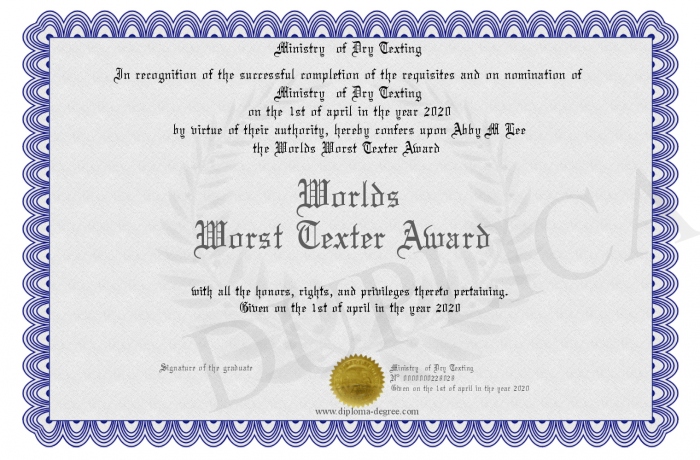 Ministry of Dry Texting
In recognition of the successful completion of the requisites and on nomination of
Ministry of Dry Texting
on the 1st of april in the year 2020
by virtue of their authority, hereby confers upon Abby M Lee
the Worlds Worst Texter Award
Worlds
Worst Texter Award
with all the honors, rights, and privileges thereto pertaining.
Given on the 1st of april in the year 2020
DUPLICA
Signature of the graduate
Ministry of Dry Texting
Given on the 1st of april in the year 2020
www.diploma-degree.com